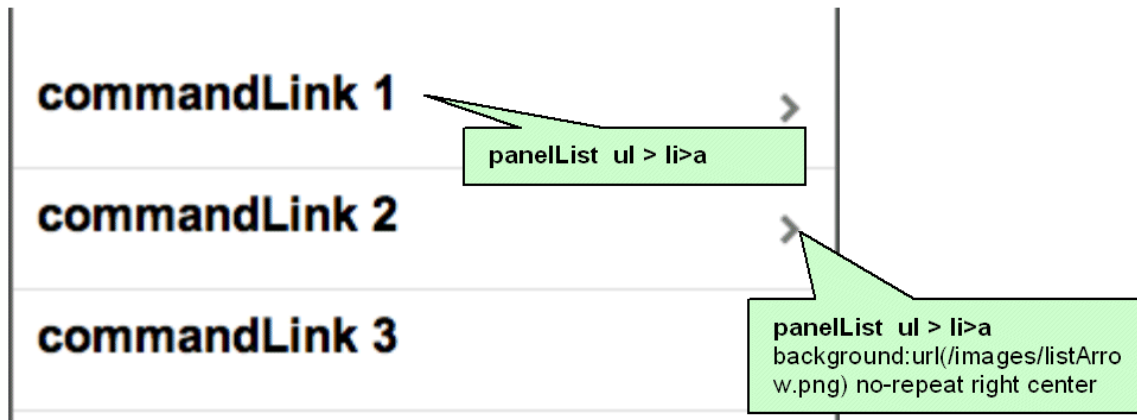 commandLink 1
panelList ul > li>a
commandLink 2
commandLink 3
panelList ul > li>a
background:url(/images/listArro
w.png) no-repeat right center